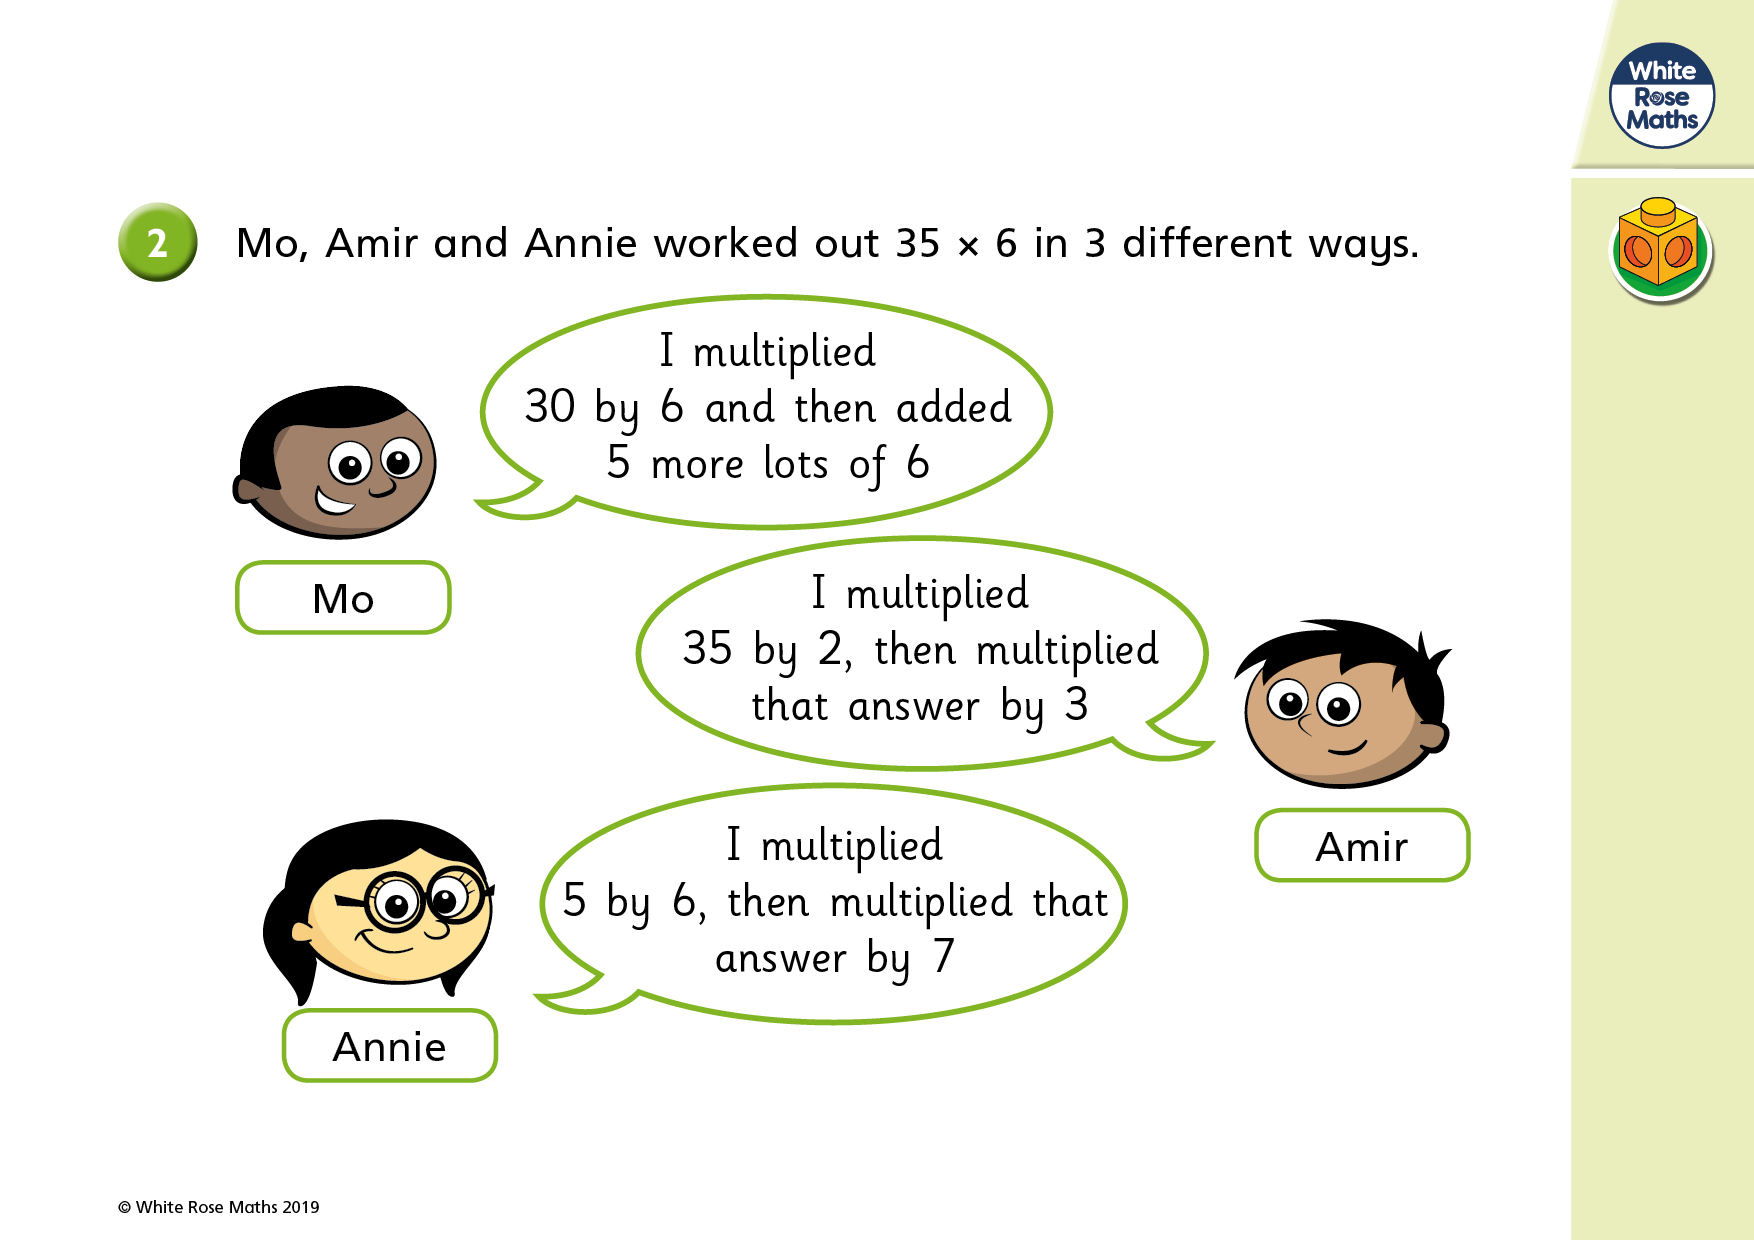 White
Rose
Maths
2 Mo, Amir and Annie worked out 35 × 6 in 3 different ways.
I multiplied
30 by 6 and then added
5 more lots of 6
Mo
I multiplied
35 by 2, then multiplied
that answer by 3
Amir
I multiplied
5 by 6, then multiplied that
answer by 7
Annie
© White Rose Maths 2019